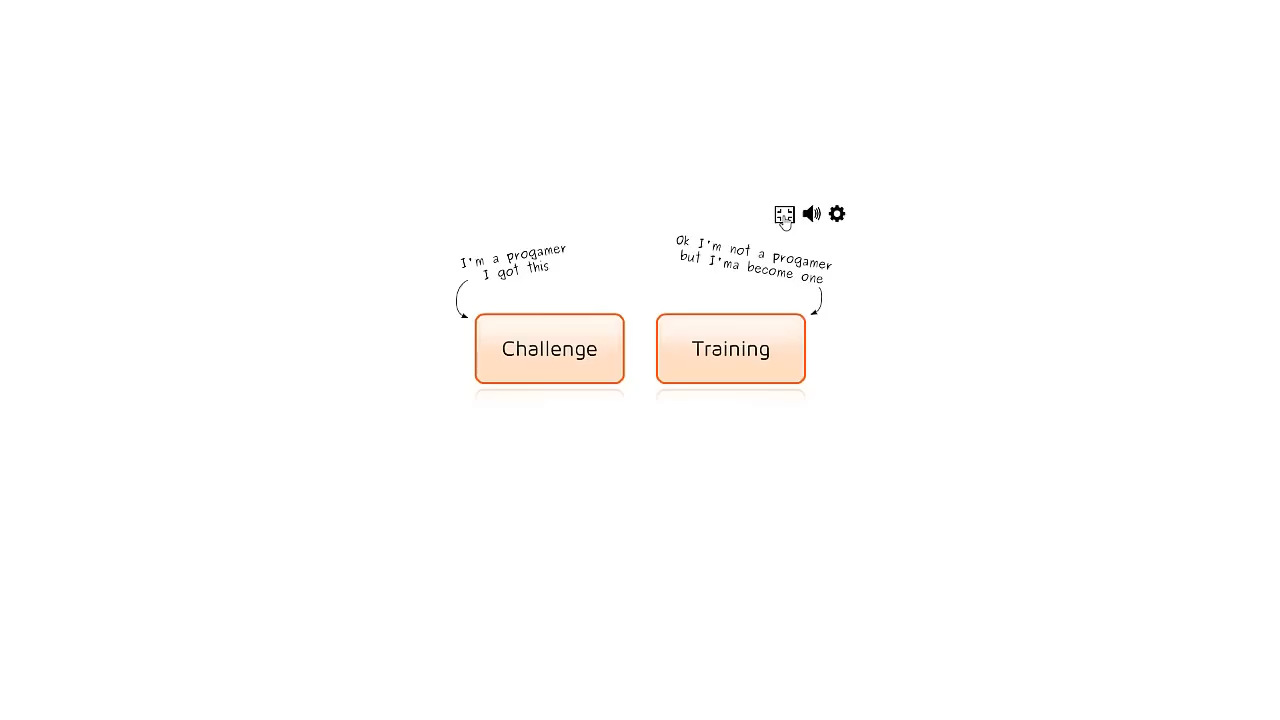 I'm a progamer
I got this
Ok I'm not a progamer
but I'ma become one
Challenge
Training